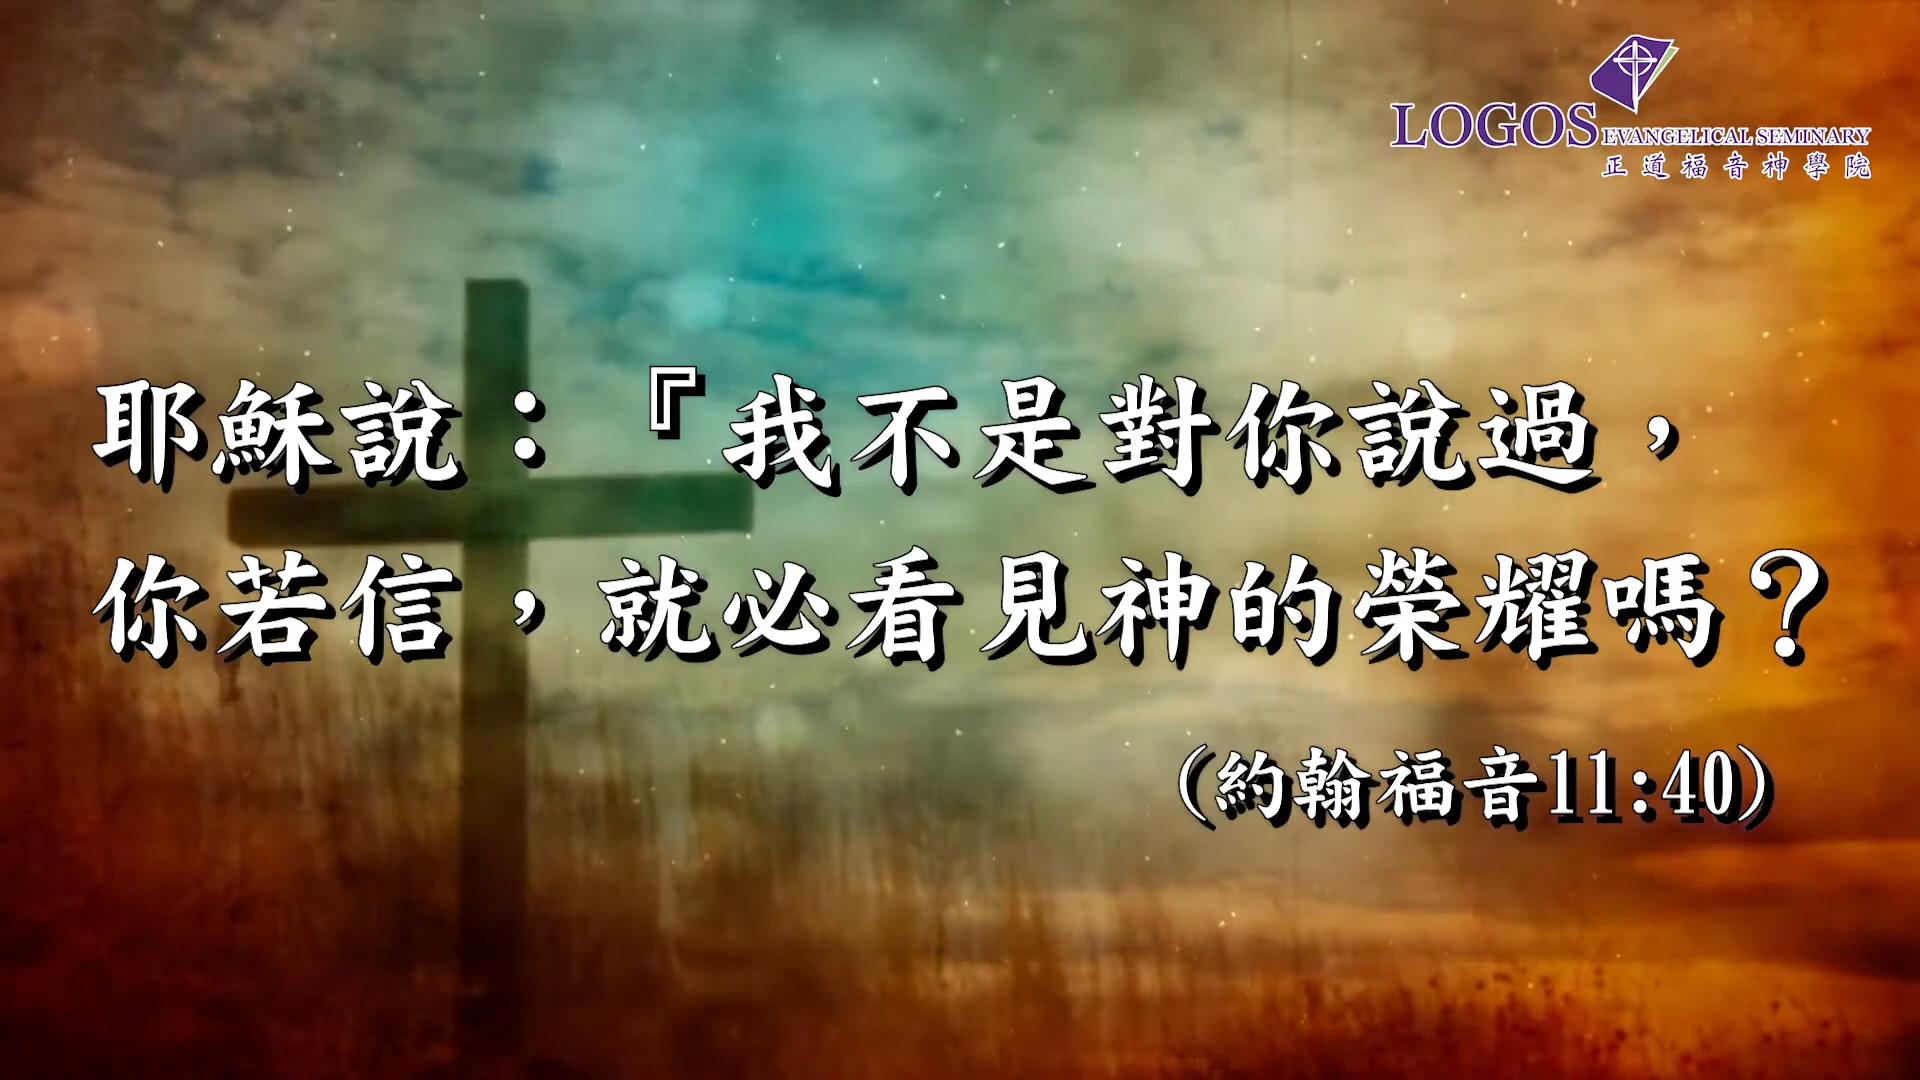 LOGOS EVANGELICAL SEMINARY
正道福音神學院
耶穌說：『我不是對你說過，
你若信，就必看見神的榮耀嗎？
(約翰福音11:40)